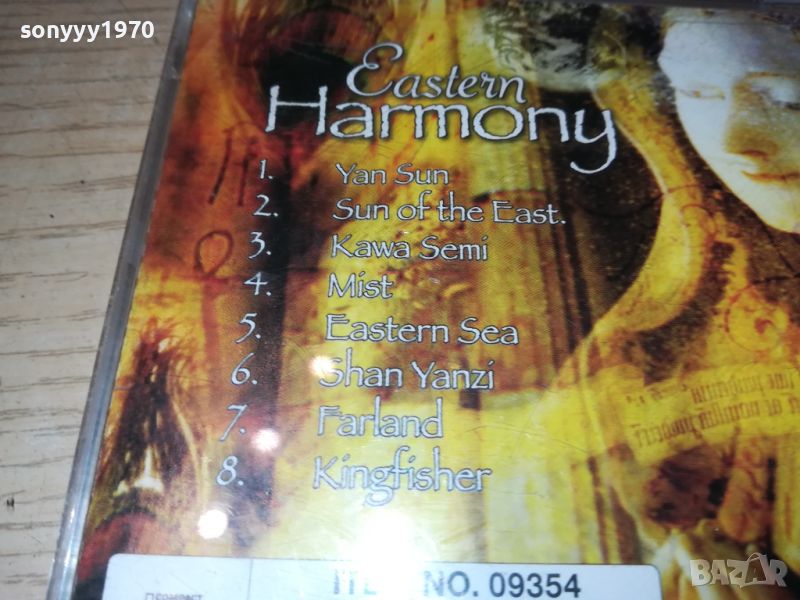 sonyyy1970
Eastern
Harmony
1. Yan Sun
2. Sun of the East.
3. Kawa Semi
4. Mist
5. Eastern Sea
6. Shan Yanzi
7. Farland
8. Kingfisher
NO. 09354
BAZAR